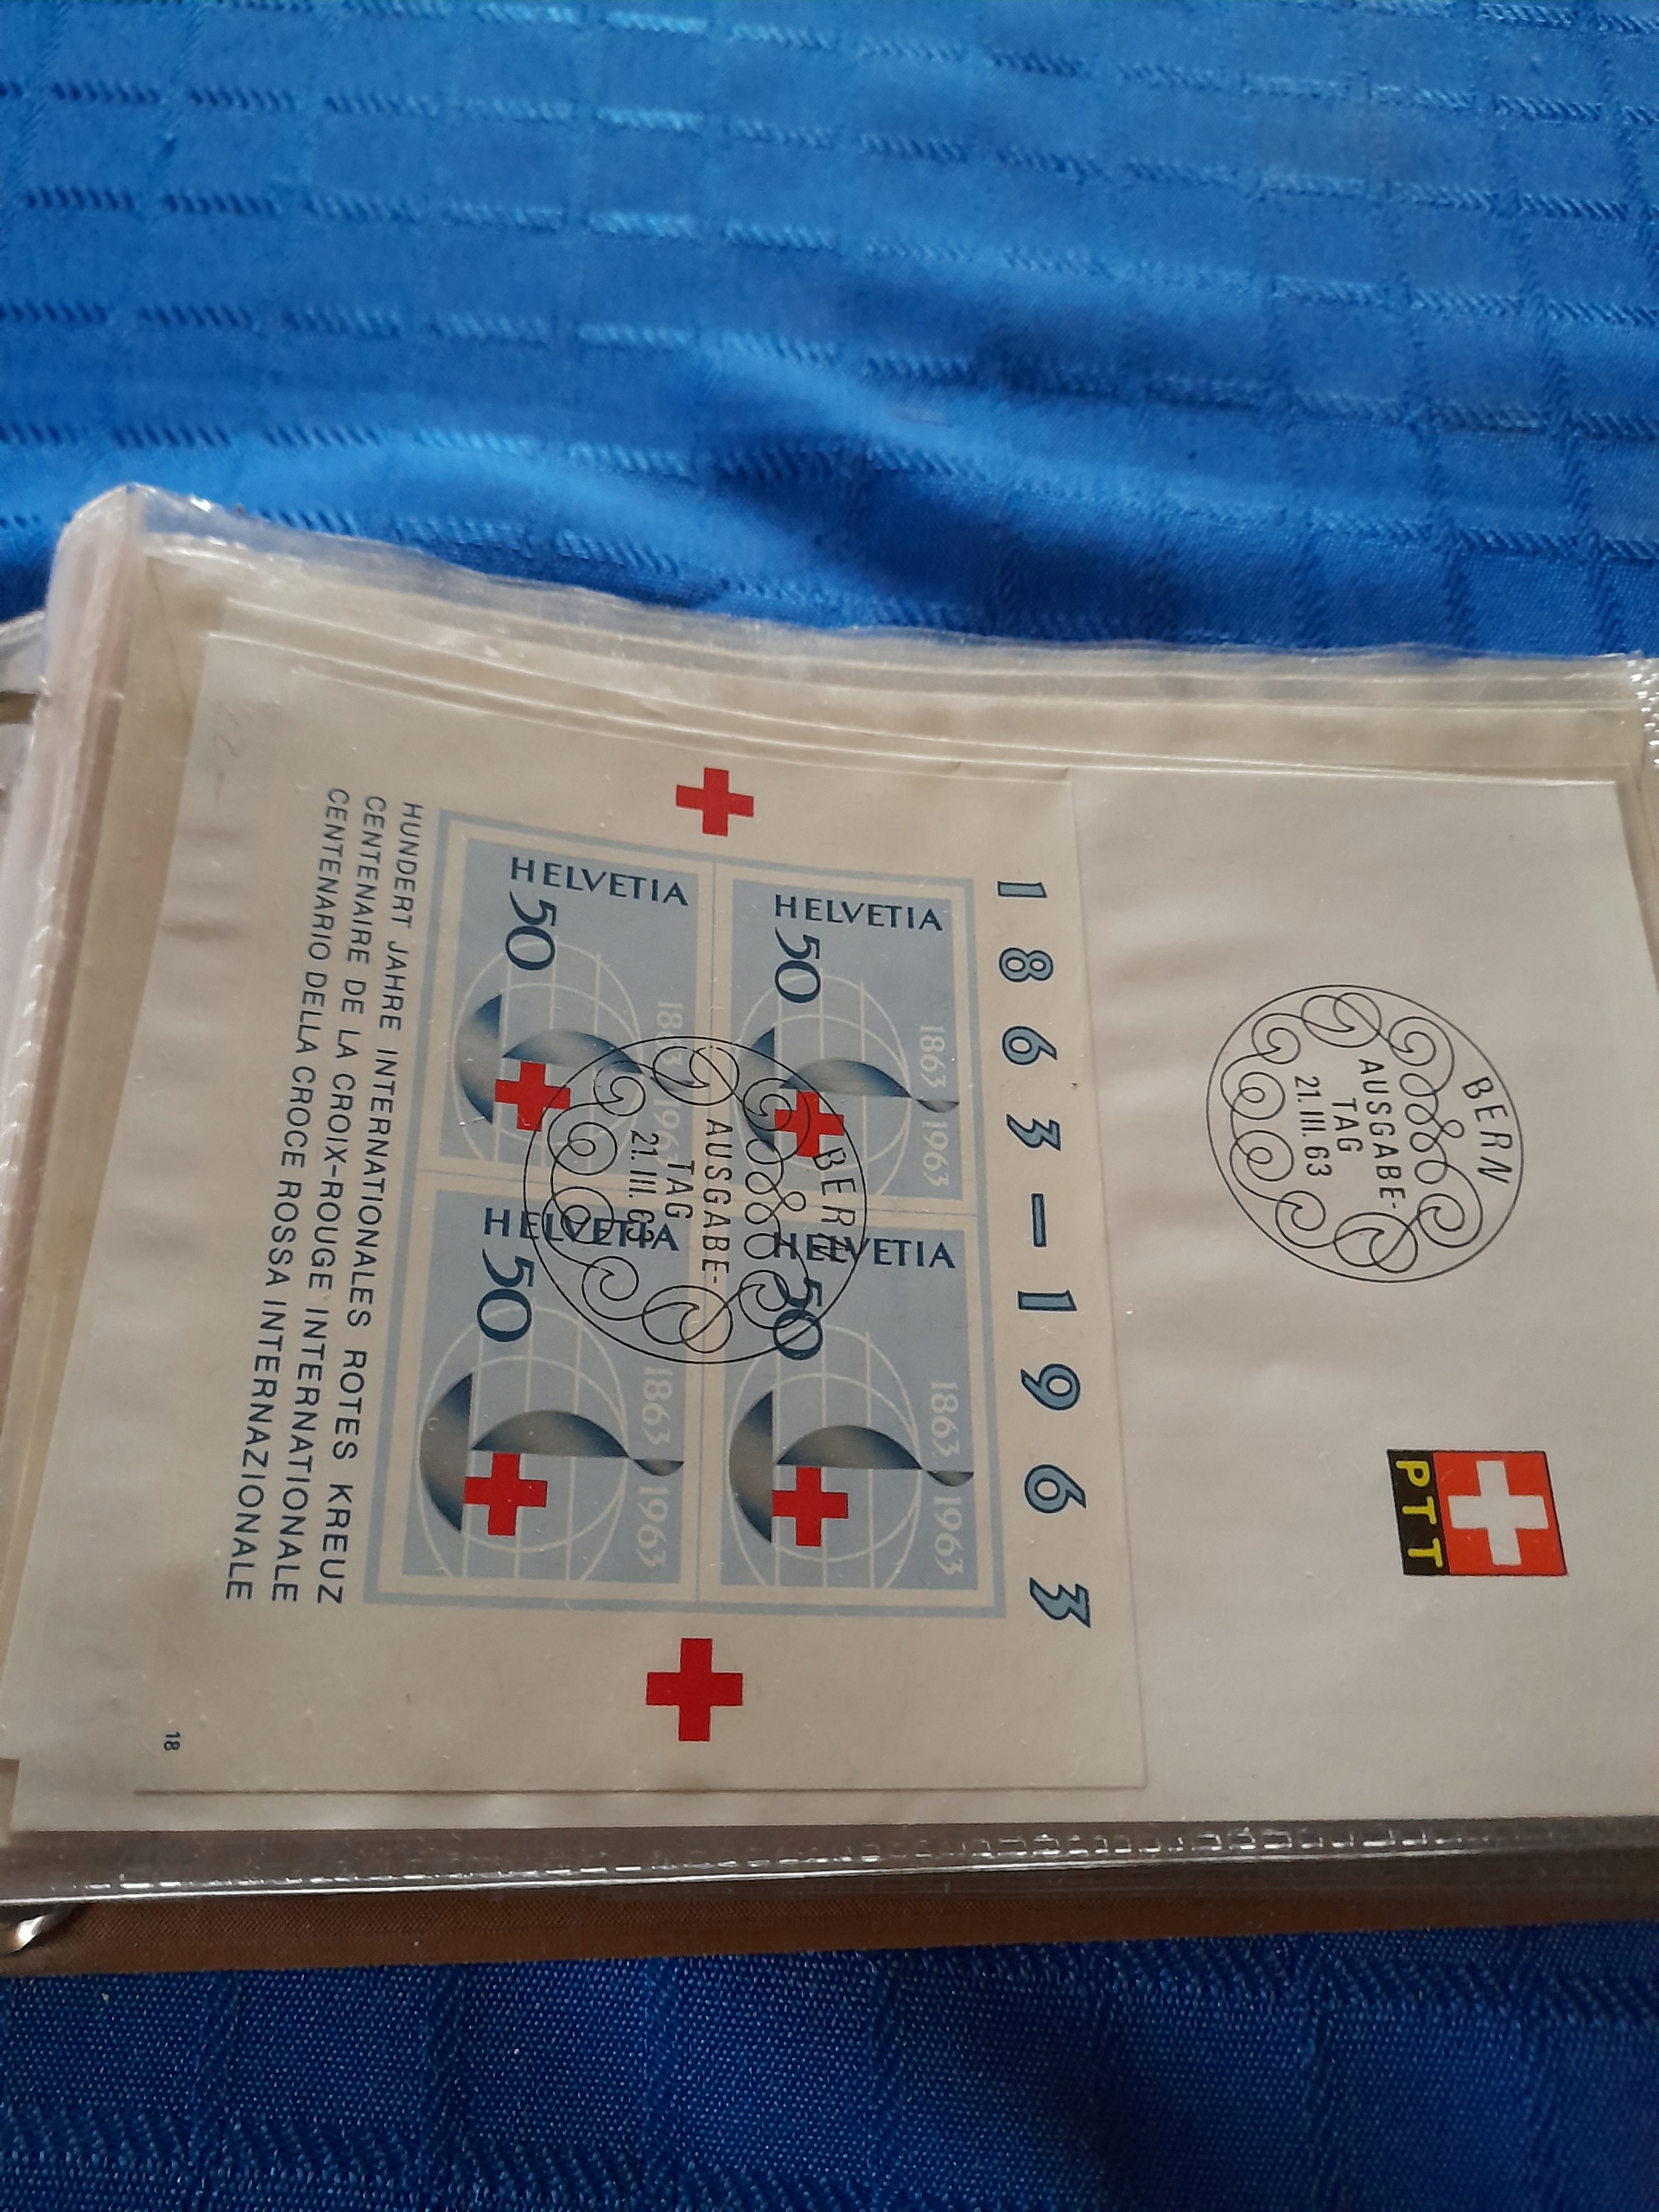 BERN
AUSGABE-
TAG
21. III. 63
PTT
1863-1963
HELVETIA
50
1863 1963
HELVETIA
50
1863 1963
HELVETIA
50
1863 1963
HELVETIA
50
1863 1963
BERN
AUSGABE-
TAG
21. III. 63
HUNDERT JAHRE INTERNATIONALES ROTES KREUZ
CENTENAIRE DE LA CROIX-ROUGE INTERNATIONALE
CENTENARIO DELLA CROCE ROSSA INTERNAZIONALE
18